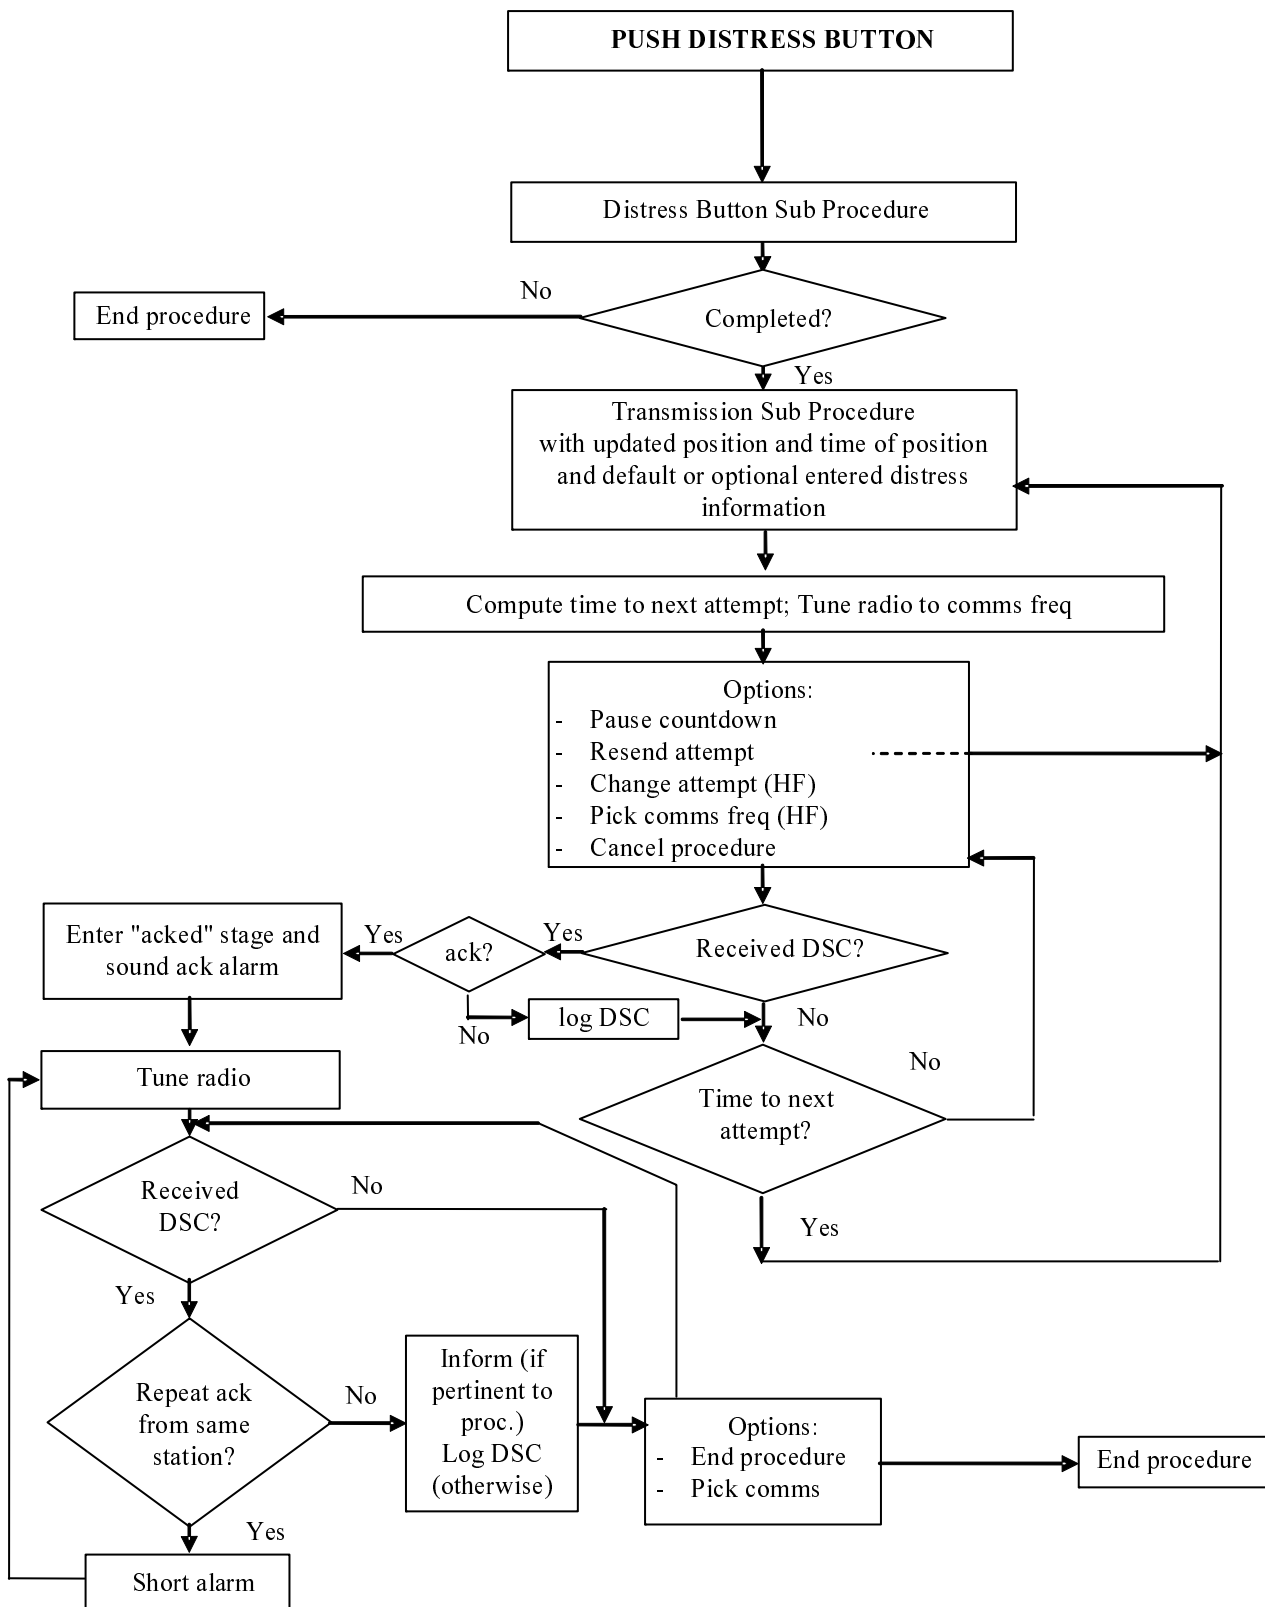 PUSH DISTRESS BUTTON
Distress Button Sub Procedure
No
End procedure
Completed?
Yes
Transmission Sub Procedure
with updated position and time of position
and default or optional entered distress
information
Compute time to next attempt; Tune radio to comms freq
Options:
- Pause countdown
- Resend attempt
- Change attempt (HF)
- Pick comms freq (HF)
- Cancel procedure
Received DSC?
Yes
ack?
Yes
Enter "acked" stage and
sound ack alarm
No
log DSC
No
Time to next
attempt?
No
Yes
Tune radio
Received
DSC?
No
Yes
Repeat ack
from same
station?
No
Inform (if
pertinent to
proc.)
Log DSC
(otherwise)
Options:
- End procedure
- Pick comms
End procedure
Yes
Short alarm